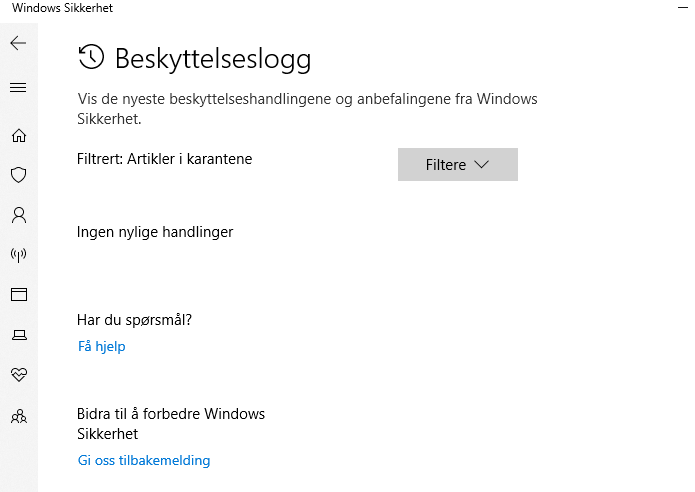 Windows Sikkerhet
Beskyttelseslogg
Vis de nyeste beskyttelseshandlingene og anbefalingene fra Windows
Sikkerhet.
Filtrert: Artikler i karantene
Filtere
Ingen nylige handlinger
Har du spørsmål?
Få hjelp
Bidra til å forbedre Windows
Sikkerhet
Gi oss tilbakemelding